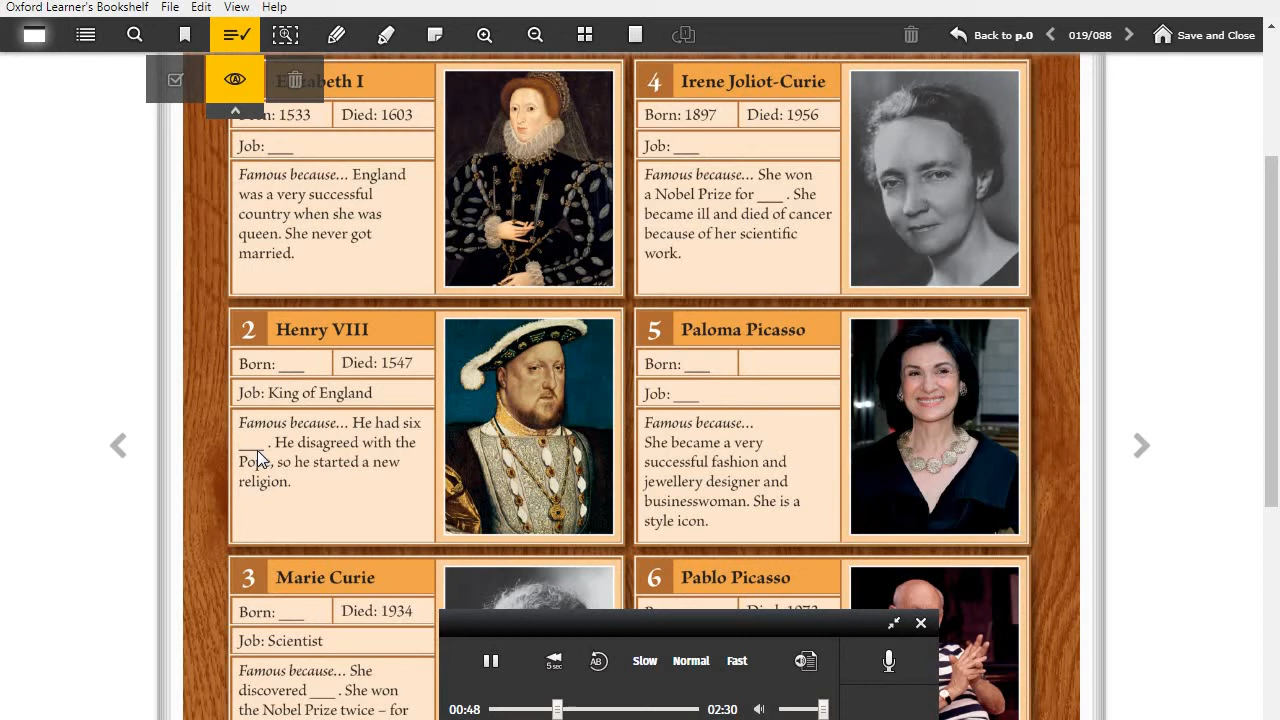 Oxford Learner's Bookshelf File Edit View Help
Back to p.0 019/088 Save and Close
Elizabeth I
Born: 1533 Died: 1603
Job: ___
Famous because... England
was a very successful
country when she was
queen. She never got
married.
4 Irene Joliot-Curie
Born: 1897 Died: 1956
Job: ___
Famous because... She won
a Nobel Prize for ___ . She
became ill and died of cancer
because of her scientific
work.
2 Henry VIII
Born: ___ Died: 1547
Job: King of England
Famous because... He had six
___ . He disagreed with the
Pope, so he started a new
religion.
5 Paloma Picasso
Born: ___
Job: ___
Famous because...
She became a very
successful fashion and
jewellery designer and
businesswoman. She is a
style icon.
3 Marie Curie
Born: ___ Died: 1934
Job: Scientist
Famous because... She
discovered ___ . She won
the Nobel Prize twice – for
6 Pablo Picasso
Died: 1973
5 sec AB Slow Normal Fast
00:48 02:30